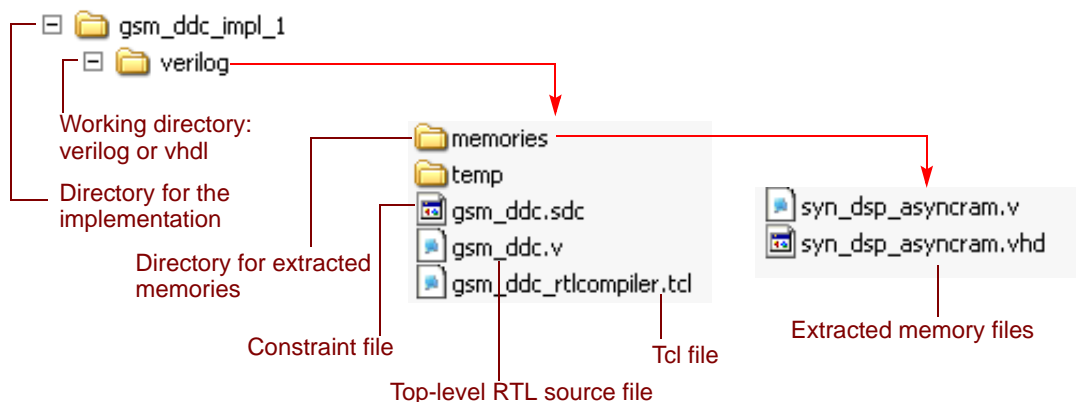 gsm_ddc_impl_1
verilog
Working directory:
verilog or vhdl
Directory for the
implementation
memories
temp
gsm_ddc.sdc
gsm_ddc.v
gsm_ddc_rtlcompiler.tcl
Directory for extracted
memories
Constraint file
Top-level RTL source file
Tcl file
syn_dsp_asyncram.v
syn_dsp_asyncram.vhd
Extracted memory files